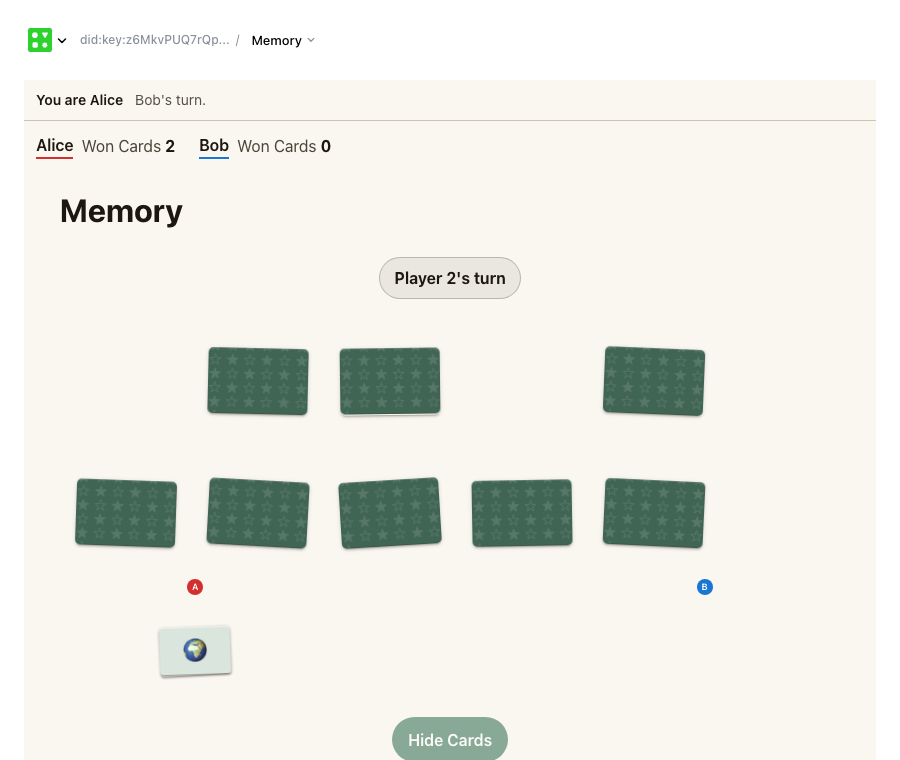 did:key:z6MkvPUQ7rQp... / Memory
You are Alice Bob's turn.
Alice Won Cards 2 Bob Won Cards 0
Memory
Player 2's turn
A
B
Hide Cards